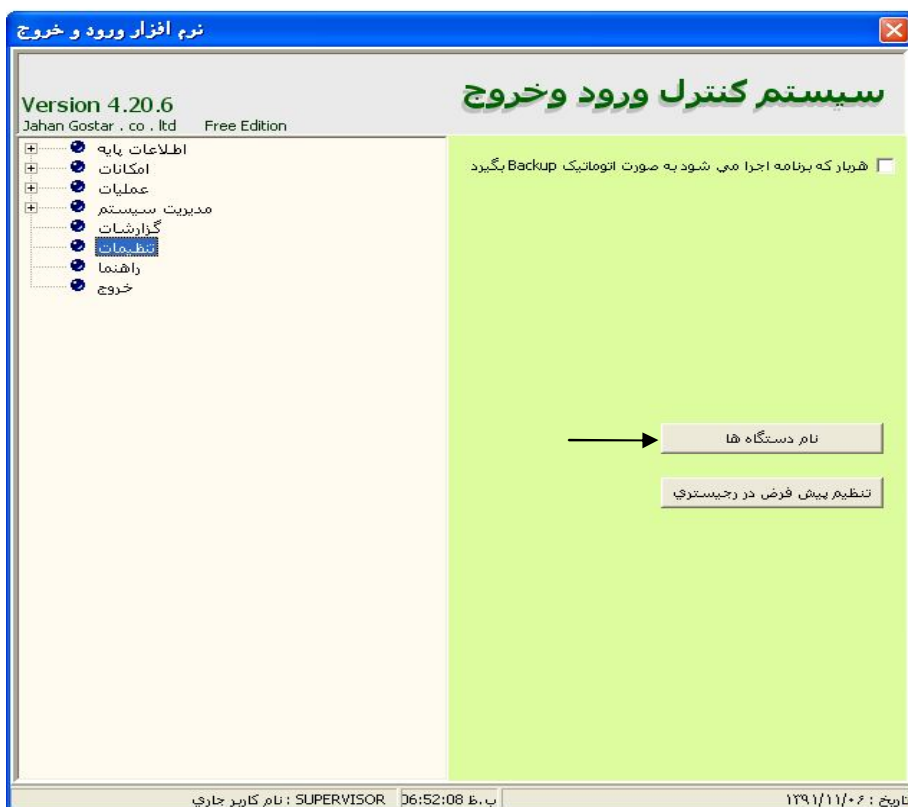 نرم افزار ورود و خروج
سیستم کنترل ورود وخروج
Version 4.20.6
Jahan Gostar . co . ltd Free Edition
اطلاعات پایه
امکانات
عملیات
مدیریت سیستم
گزارشات
تنظیمات
راهنما
خروج
هربار که برنامه اجرا می شود به صورت اتوماتیک Backup بگیرد
نام دستگاه ها
تنظیم پیش فرض در رجیستري
تاریخ : ۱۳۹۱/۱۱/۰۶
06:52:08 ب.ظ
نام کاربر جاري : SUPERVISOR